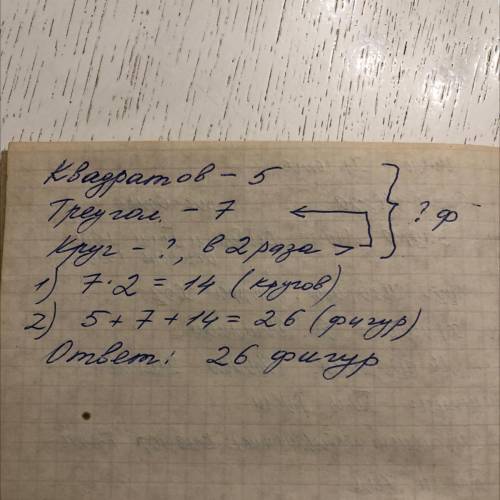 Квадратов – 5
Треугол. – 7 ? ф
Круг – ?, в 2 раза >
1) 7 · 2 = 14 (кругов)
2) 5 + 7 + 14 = 26 (фигур)
Ответ: 26 фигур